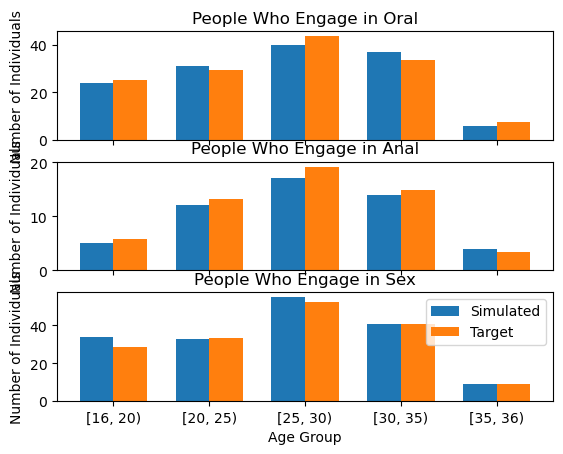 People Who Engage in Oral
Number of Individuals
40
20
0
People Who Engage in Anal
Number of Individuals
20
10
0
People Who Engage in Sex
Number of Individuals
40
20
0
Simulated
Target
[16, 20)
[20, 25)
[25, 30)
[30, 35)
[35, 36)
Age Group